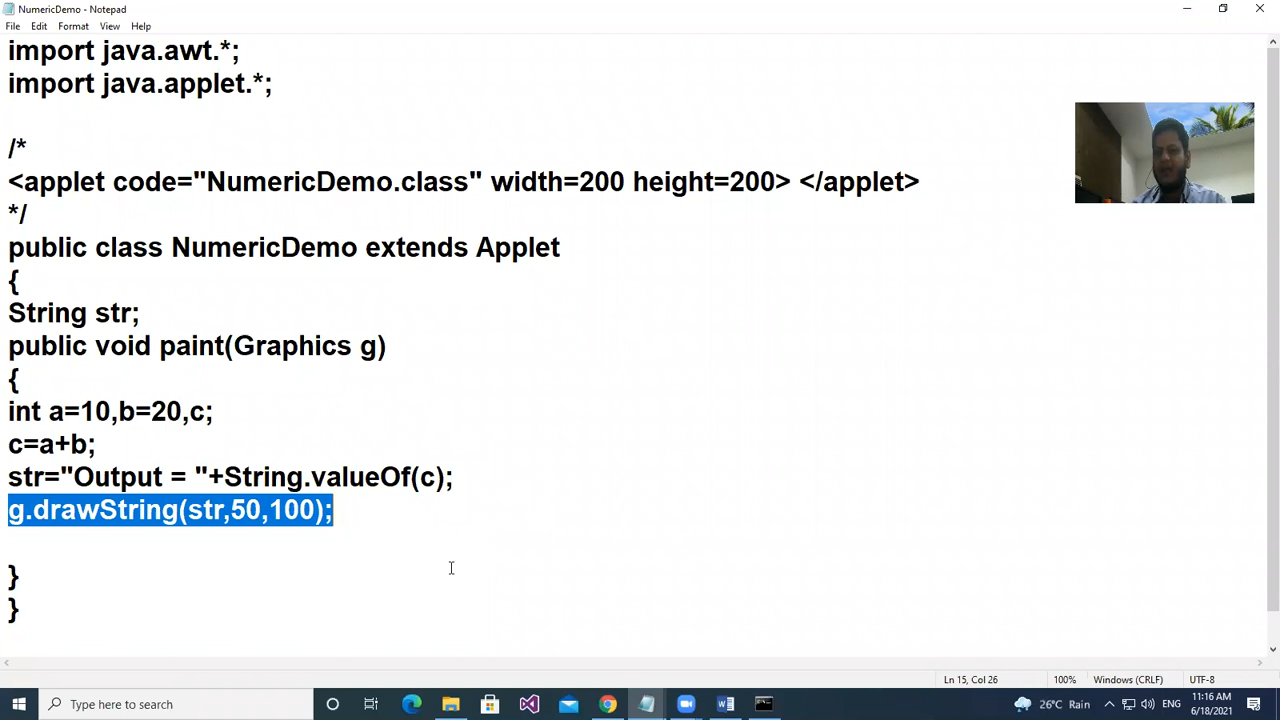 NumericDemo - Notepad
File Edit Format View Help
import java.awt.*;
import java.applet.*;
/*
<applet code="NumericDemo.class" width=200 height=200> </applet>
*/
public class NumericDemo extends Applet
{
String str;
public void paint(Graphics g)
{
int a=10,b=20,c;
c=a+b;
str="Output = "+String.valueOf(c);
g.drawString(str,50,100);
}
}
Ln 15, Col 26 100% Windows (CRLF) UTF-8
Type here to search 26°C Rain ENG 11:16 AM
6/18/2021